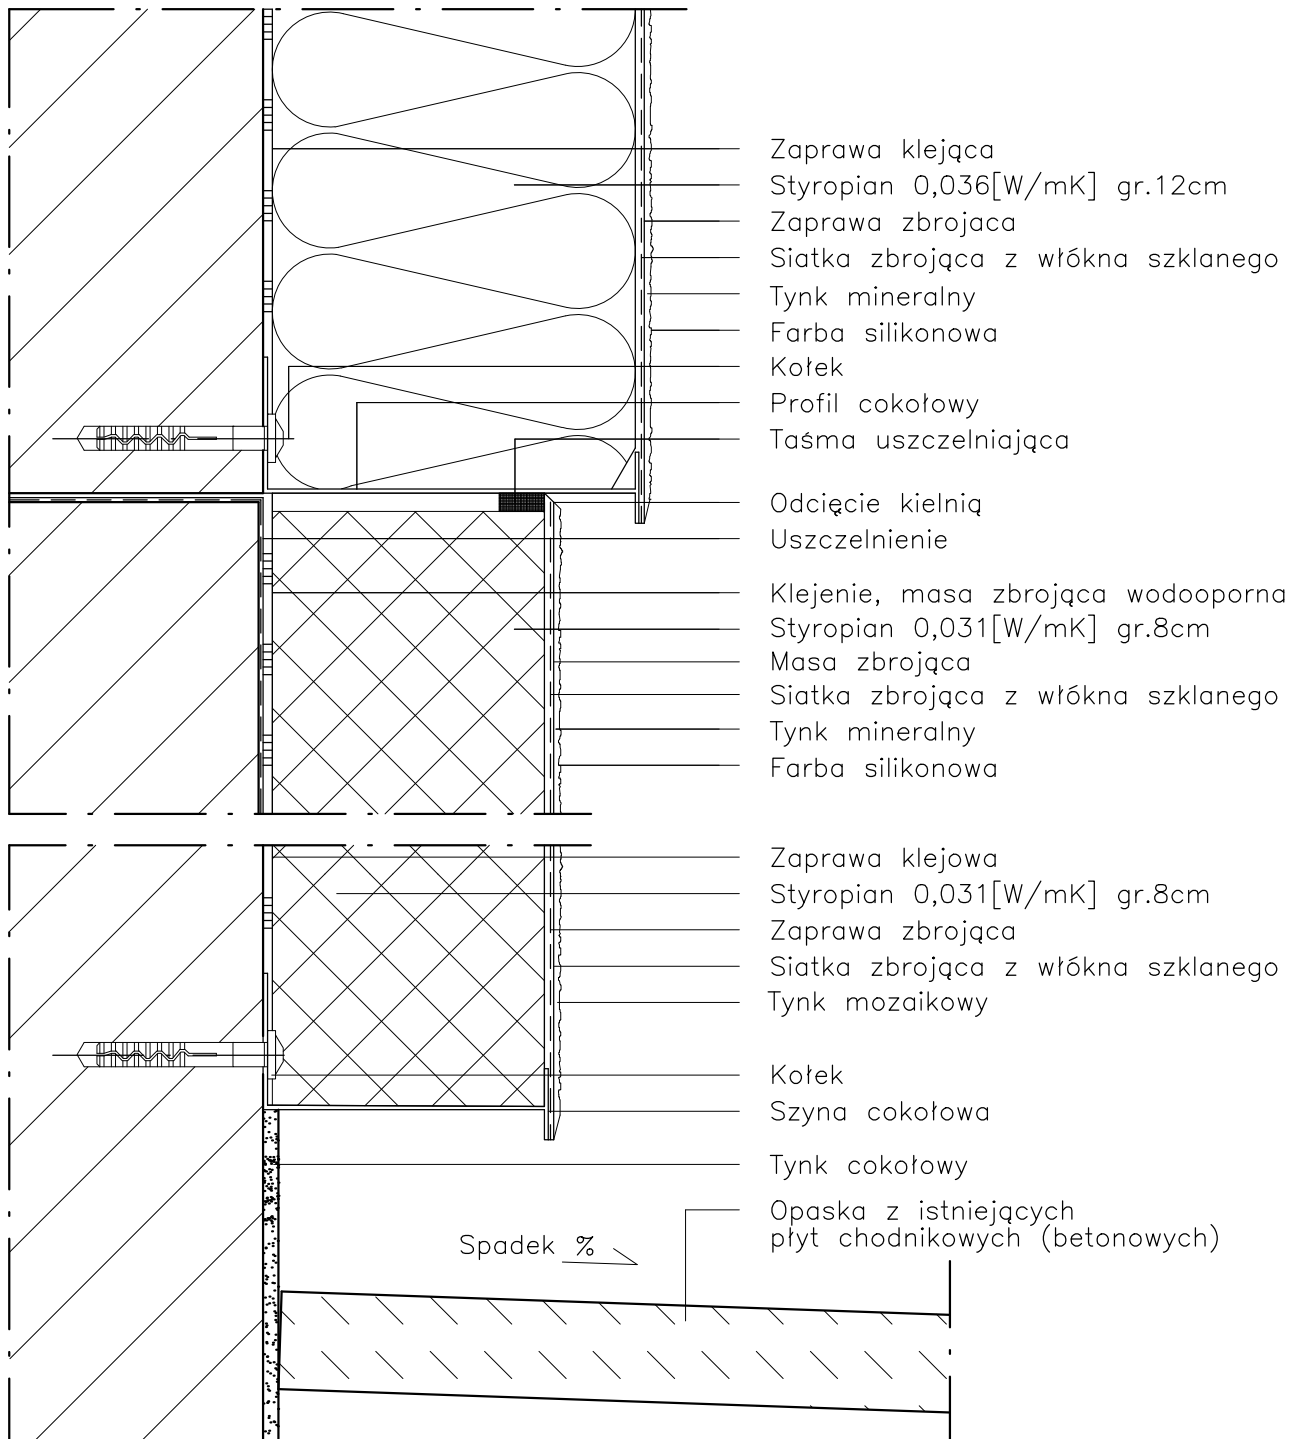 Zaprawa klejąca
Styropian 0,036[W/mK] gr.12cm
Zaprawa zbrojaca
Siatka zbrojąca z włókna szklanego
Tynk mineralny
Farba silikonowa
Kołek
Profil cokołowy
Taśma uszczelniająca
Odcięcie kielnią
Uszczelnienie
Klejenie, masa zbrojąca wodooporna
Styropian 0,031[W/mK] gr.8cm
Masa zbrojąca
Siatka zbrojąca z włókna szklanego
Tynk mineralny
Farba silikonowa
Zaprawa klejowa
Styropian 0,031[W/mK] gr.8cm
Zaprawa zbrojąca
Siatka zbrojąca z włókna szklanego
Tynk mozaikowy
Kołek
Szyna cokołowa
Tynk cokołowy
Opaska z istniejących
płyt chodnikowych (betonowych)
Spadek %